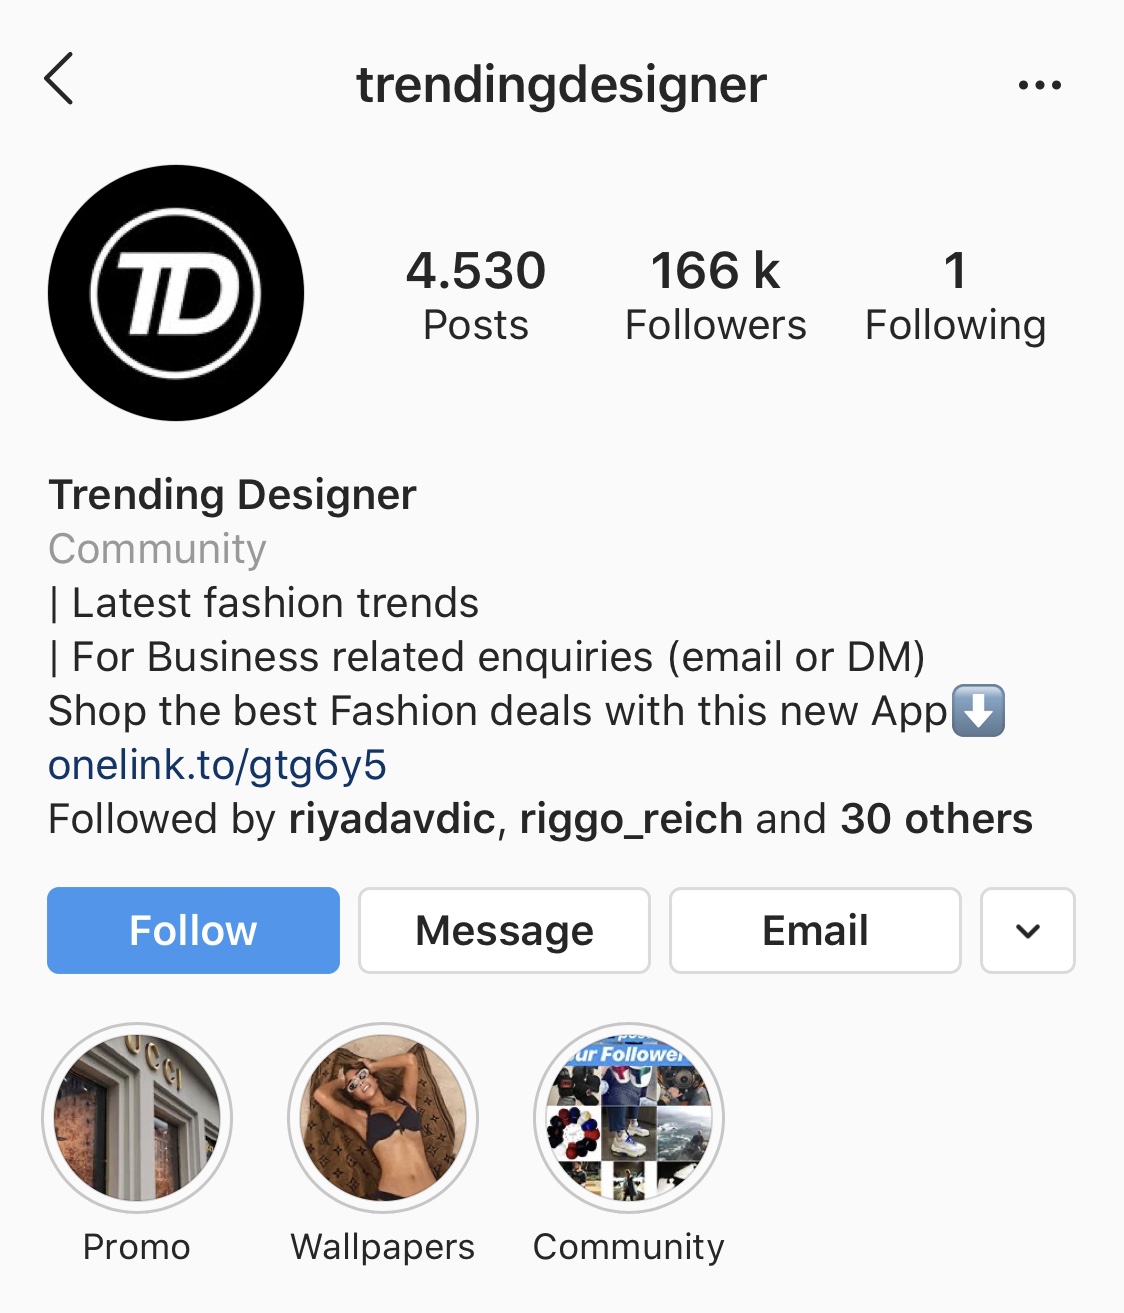 trendingdesigner
TD
4.530 166 k 1
Posts Followers Following
Trending Designer
Community
| Latest fashion trends
| For Business related enquiries (email or DM)
Shop the best Fashion deals with this new App⬇️
onelink.to/gtg6y5
Followed by riyadavdic, riggo_reich and 30 others
Follow Message Email
UCCI
ur Follower
Promo Wallpapers Community